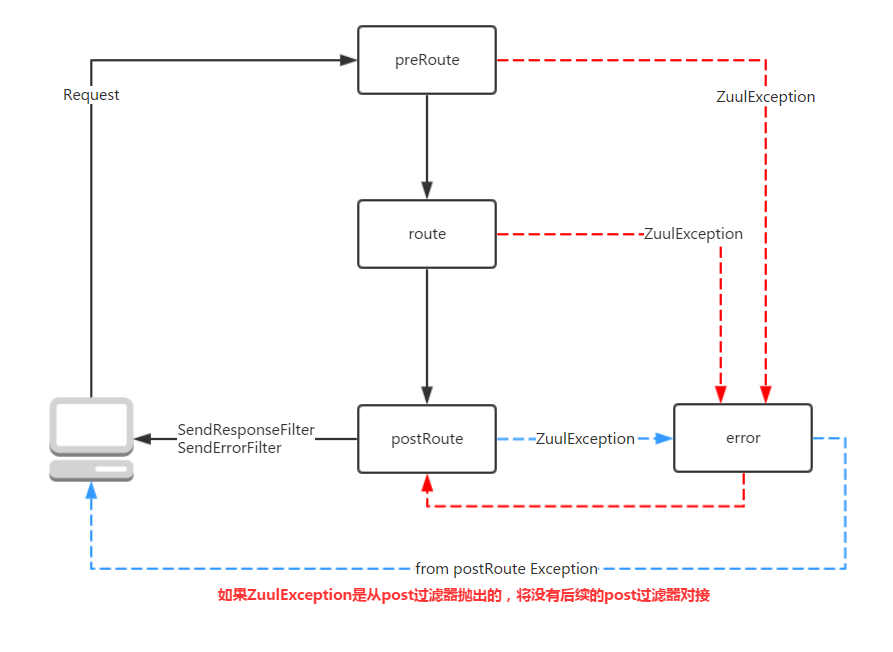 preRoute
Request
ZuulException
route
ZuulException
SendResponseFilter
SendErrorFilter
postRoute
ZuulException
error
from postRoute Exception
如果ZuulException是从post过滤器抛出的，将没有后续的post过滤器对接